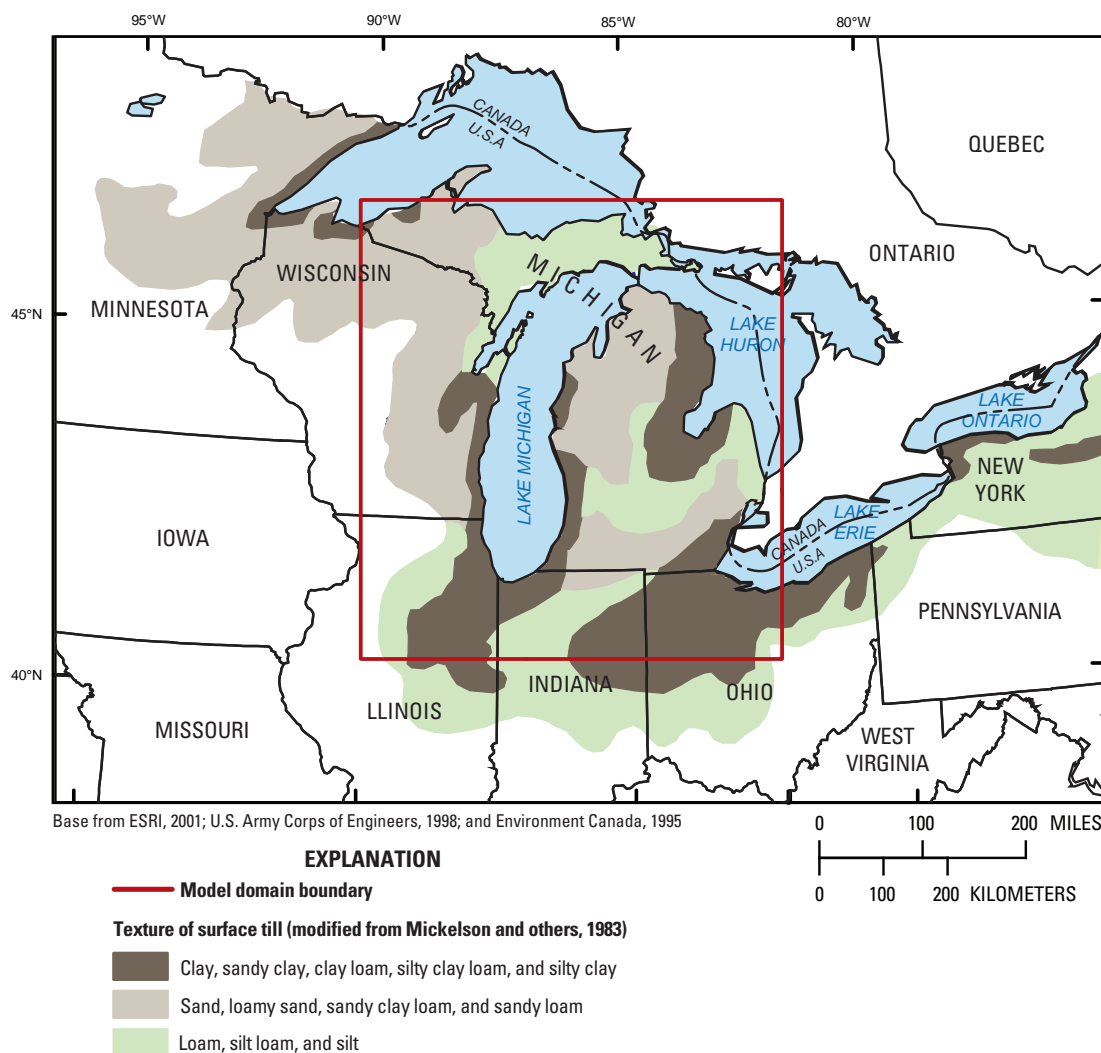 95°W
90°W
85°W
80°W
CANADA
U.S.A
QUEBEC
ONTARIO
WISCONSIN
MICHIGAN
MINNESOTA
45°N
LAKE
HURON
LAKE MICHIGAN
LAKE
ONTARIO
NEW
YORK
IOWA
LAKE
ERIE
CANADA
U.S.A
PENNSYLVANIA
40°N
INDIANA
OHIO
LLINOIS
MISSOURI
WEST
VIRGINIA
Base from ESRI, 2001; U.S. Army Corps of Engineers, 1998; and Environment Canada, 1995
0 100 200 MILES
0 100 200 KILOMETERS
EXPLANATION
Model domain boundary
Texture of surface till (modified from Mickelson and others, 1983)
Clay, sandy clay, clay loam, silty clay loam, and silty clay
Sand, loamy sand, sandy clay loam, and sandy loam
Loam, silt loam, and silt